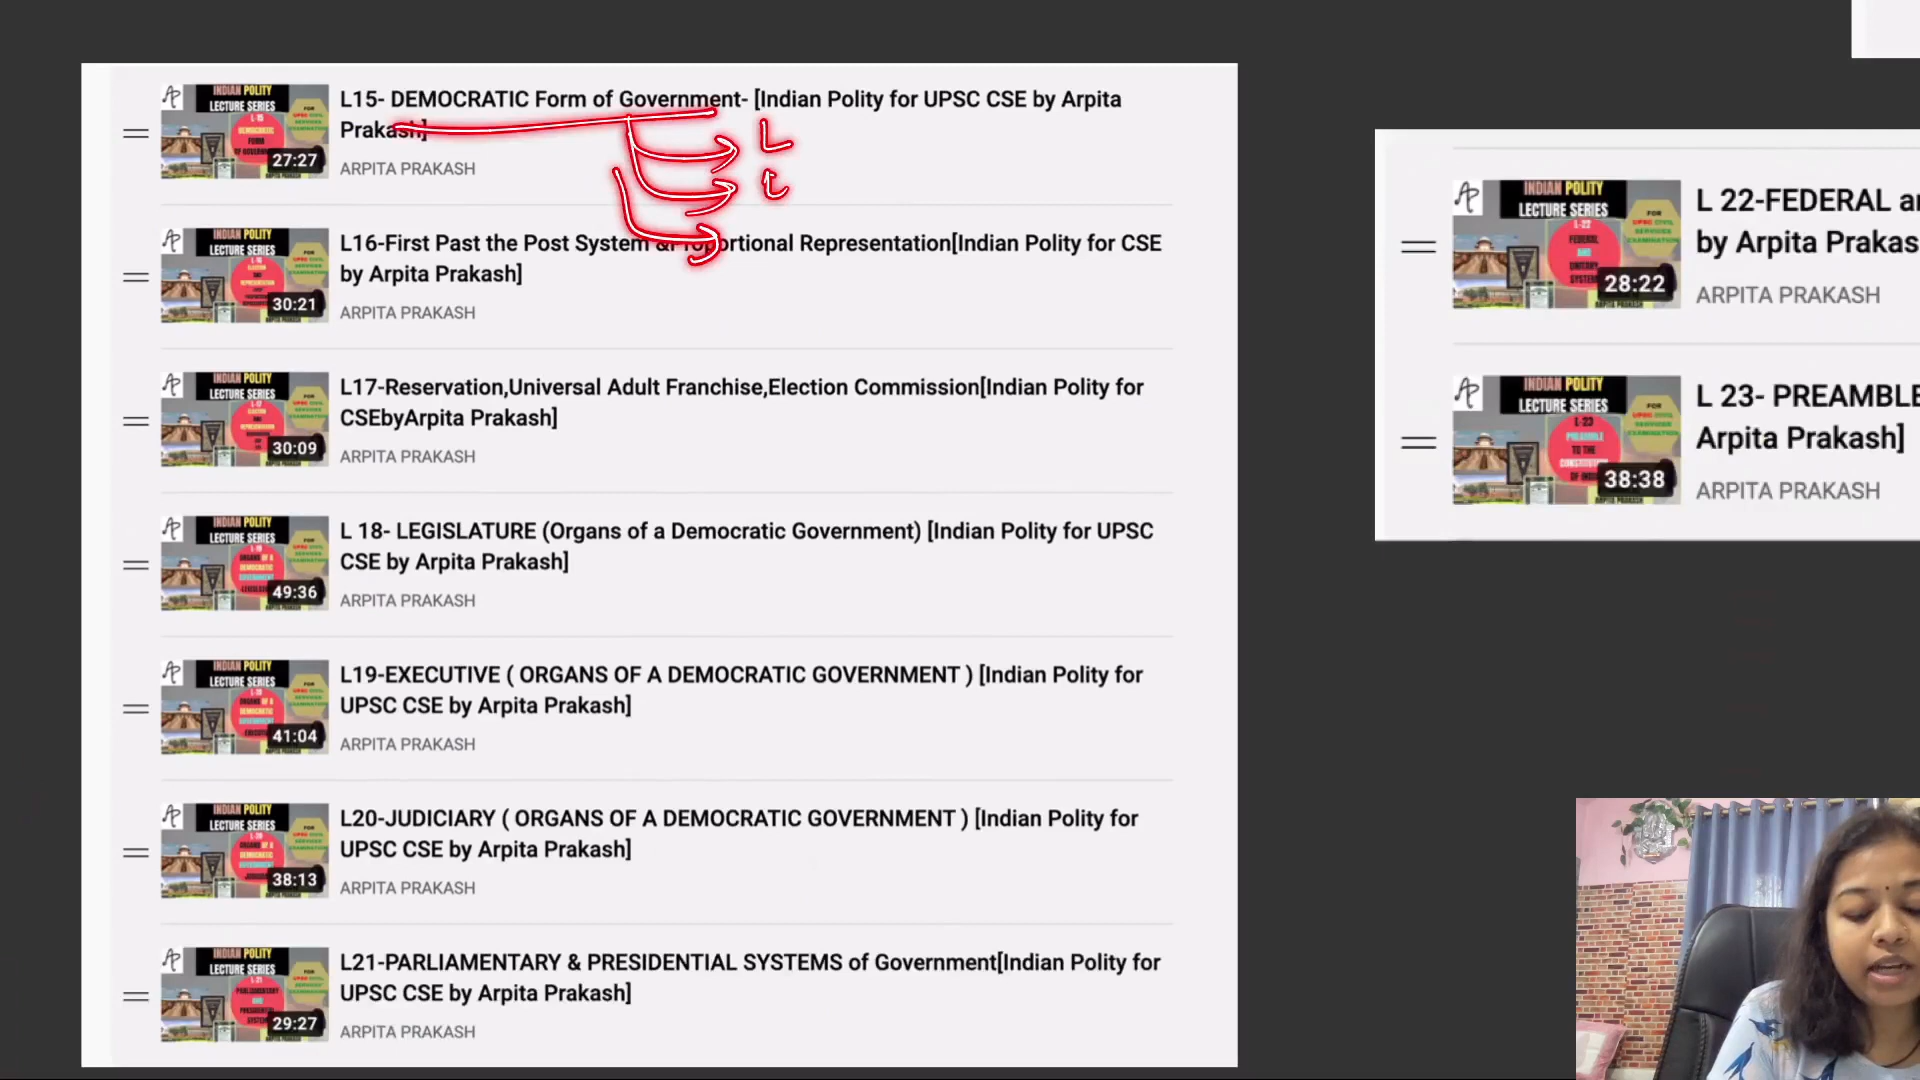 L15- DEMOCRATIC Form of Government- [Indian Polity for UPSC CSE by Arpita
Prakash]
ARPITA PRAKASH
27:27
L16-First Past the Post System &Proportional Representation[Indian Polity for CSE
by Arpita Prakash]
ARPITA PRAKASH
30:21
L17-Reservation,Universal Adult Franchise,Election Commission[Indian Polity for
CSEbyArpita Prakash]
ARPITA PRAKASH
30:09
L 18- LEGISLATURE (Organs of a Democratic Government) [Indian Polity for UPSC
CSE by Arpita Prakash]
ARPITA PRAKASH
49:36
L19-EXECUTIVE ( ORGANS OF A DEMOCRATIC GOVERNMENT ) [Indian Polity for
UPSC CSE by Arpita Prakash]
ARPITA PRAKASH
41:04
L20-JUDICIARY ( ORGANS OF A DEMOCRATIC GOVERNMENT ) [Indian Polity for
UPSC CSE by Arpita Prakash]
ARPITA PRAKASH
38:13
L21-PARLIAMENTARY & PRESIDENTIAL SYSTEMS of Government[Indian Polity for
UPSC CSE by Arpita Prakash]
ARPITA PRAKASH
29:27
INDIAN POLITY
LECTURE SERIES
L 22-FEDERAL
by Arpita
ARPITA PRAKASH
28:22
INDIAN POLITY
LECTURE SERIES
L 23- PREAMBLE
Arpita Prakash]
ARPITA PRAKASH
38:38